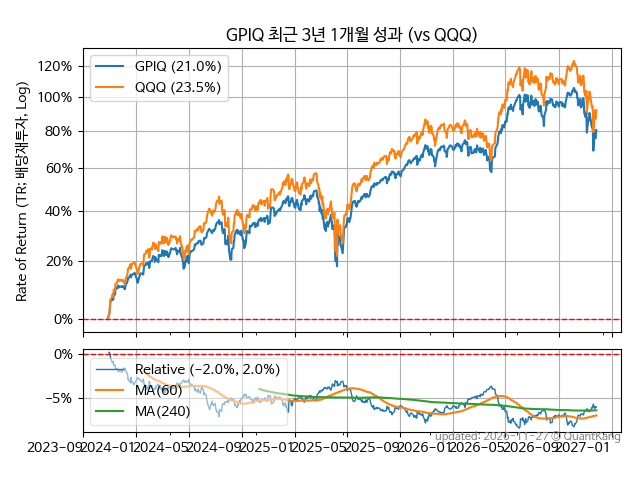 GPIQ 최근 3년 1개월 성과 (vs QQQ)
Rate of Return (TR: 배당재투자, Log)
120%
100%
80%
60%
40%
20%
0%
GPIQ (21.0%)
QQQ (23.5%)
0%
−5%
Relative (−2.0%, 2.0%)
MA(60)
MA(240)
2023−09 2024−01 2024−05 2024−09 2025−01 2025−05 2025−09 2026−01 2026−05 2026−09 2027−01
updated: 2026−11−27 © QuantKang